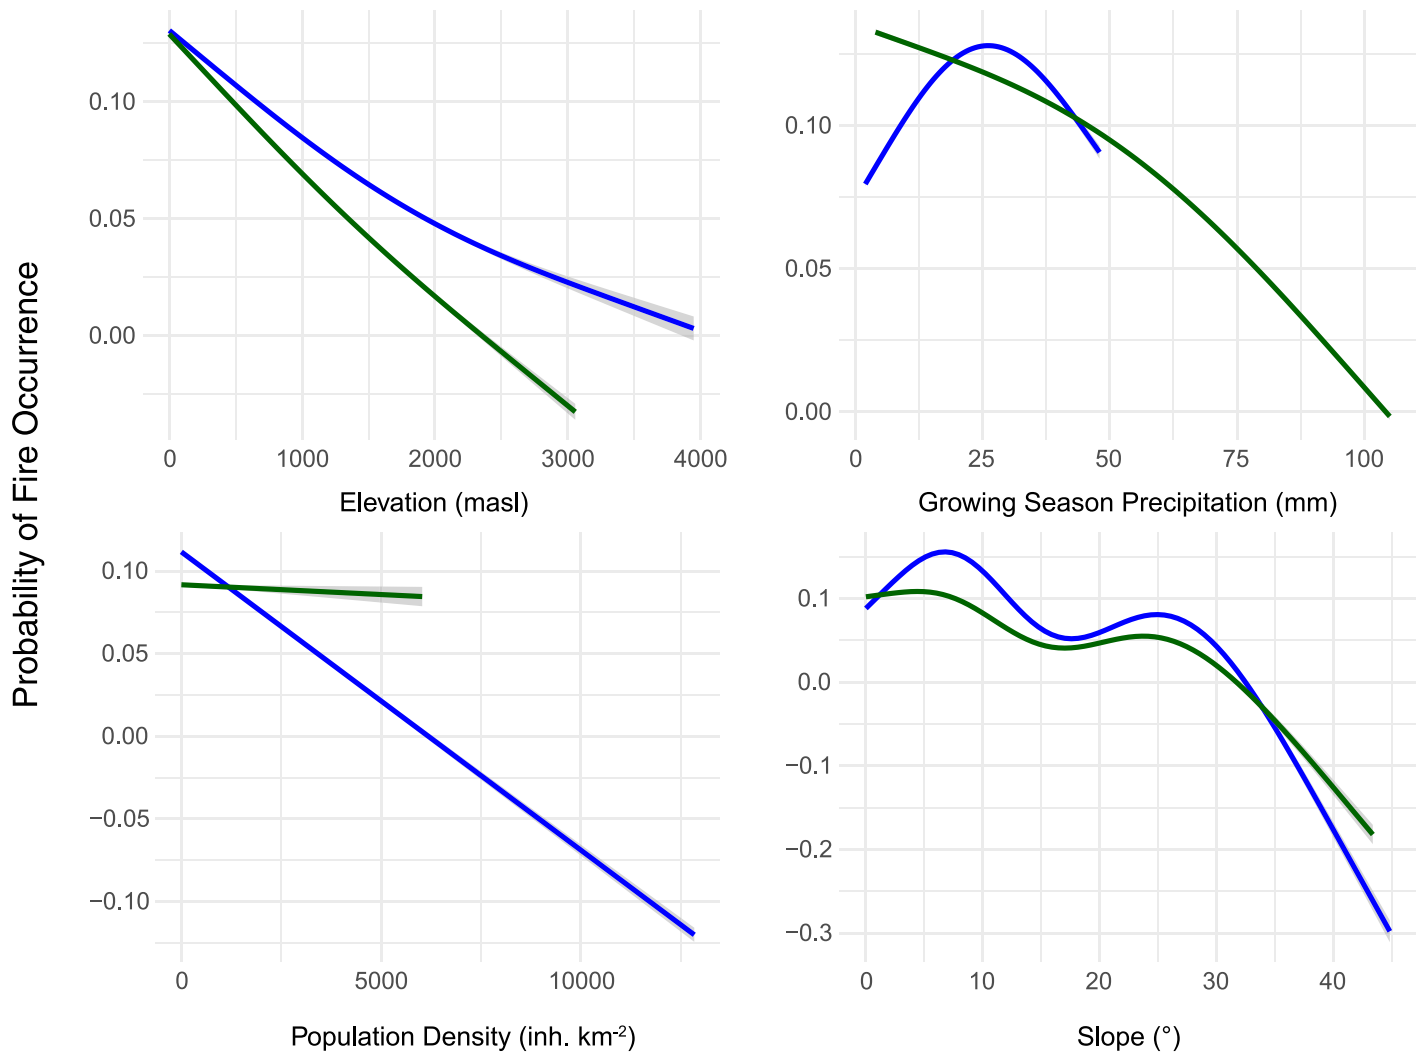 Probability of Fire Occurrence
0.10
0.05
0.00
0 1000 2000 3000 4000
Elevation (masl)
0.10
0.05
0.00
0 25 50 75 100
Growing Season Precipitation (mm)
0.10
0.05
0.00
−0.05
−0.10
0 5000 10000
Population Density (inh. km-2)
0.1
0.0
−0.1
−0.2
−0.3
0 10 20 30 40
Slope (°)